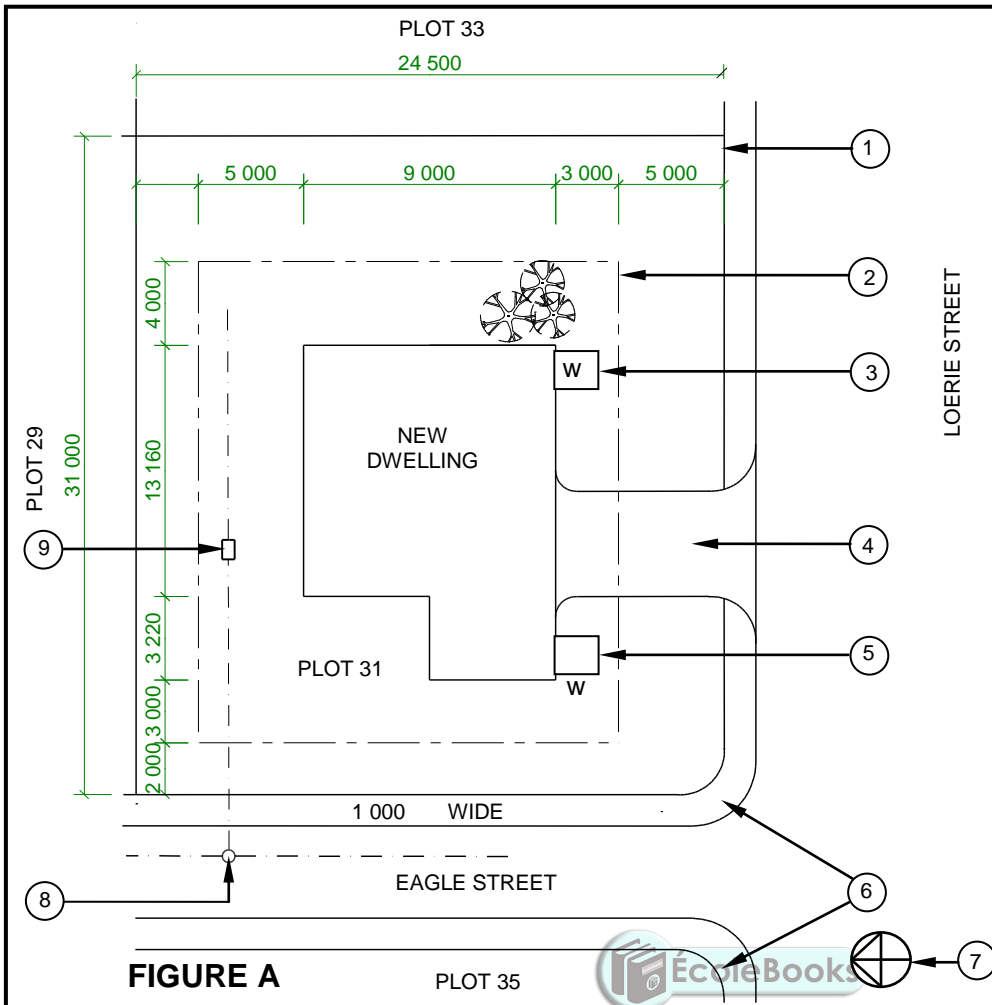 PLOT 33
24 500
1
5 000
9 000
3 000
5 000
2
4 000
W
3
LOERIE STREET
NEW
DWELLING
PLOT 29
31 000
13 160
9
4
3 220
PLOT 31
5
W
3 000
2 000
1 000 WIDE
8
EAGLE STREET
6
7
FIGURE A
PLOT 35
ÉcoleBooks